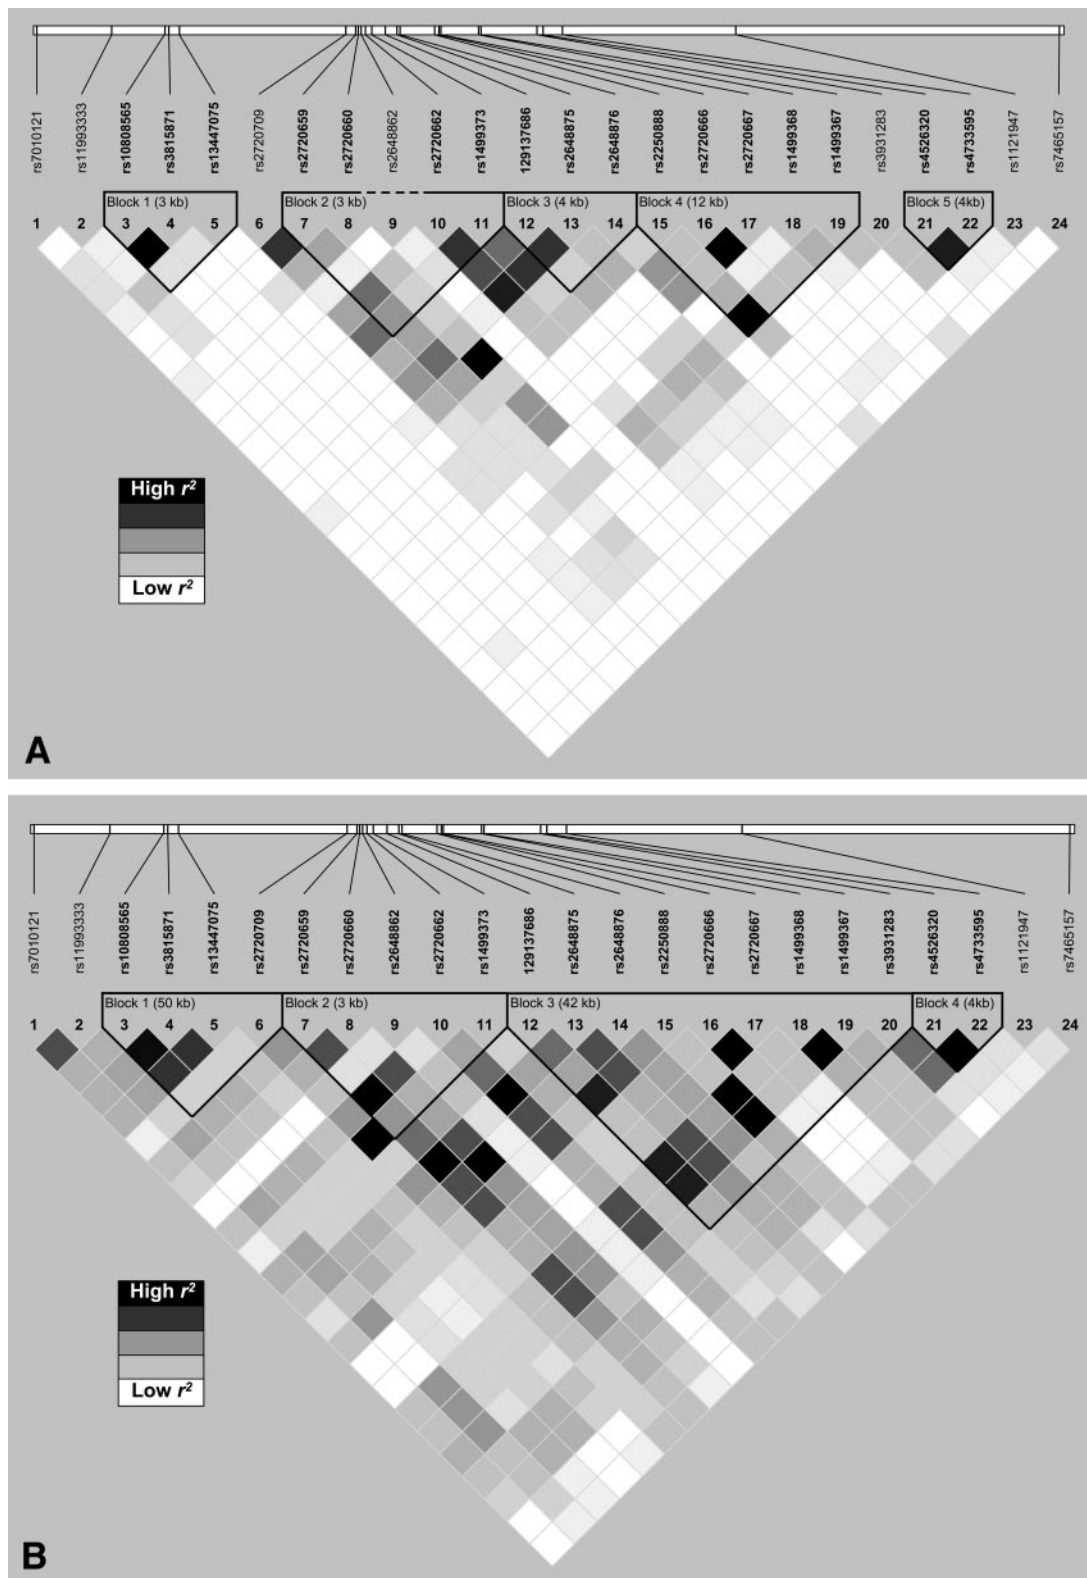 rs7010121 rs11993333 rs10808565 rs3815871 rs13447075 rs2720709 rs2720659 rs2720660 rs2648862 rs2720662 rs1499373 129137686 rs2648875 rs2648876 rs2250888 rs2720666 rs2720667 rs1499368 rs1499367 rs3931283 rs4526320 rs4733595 rs1121947 rs7465157
Block 1 (3 kb) Block 2 (3 kb) Block 3 (4 kb) Block 4 (12 kb) Block 5 (4kb)
1 2 3 4 5 6 7 8 9 10 11 12 13 14 15 16 17 18 19 20 21 22 23 24
High r²
Low r²
A
rs7010121 rs11993333 rs10808565 rs3815871 rs13447075 rs2720709 rs2720659 rs2720660 rs2648862 rs2720662 rs1499373 129137686 rs2648875 rs2648876 rs2250888 rs2720666 rs2720667 rs1499368 rs1499367 rs3931283 rs4526320 rs4733595 rs1121947 rs7465157
Block 1 (50 kb) Block 2 (3 kb) Block 3 (42 kb) Block 4 (4kb)
1 2 3 4 5 6 7 8 9 10 11 12 13 14 15 16 17 18 19 20 21 22 23 24
High r²
Low r²
B